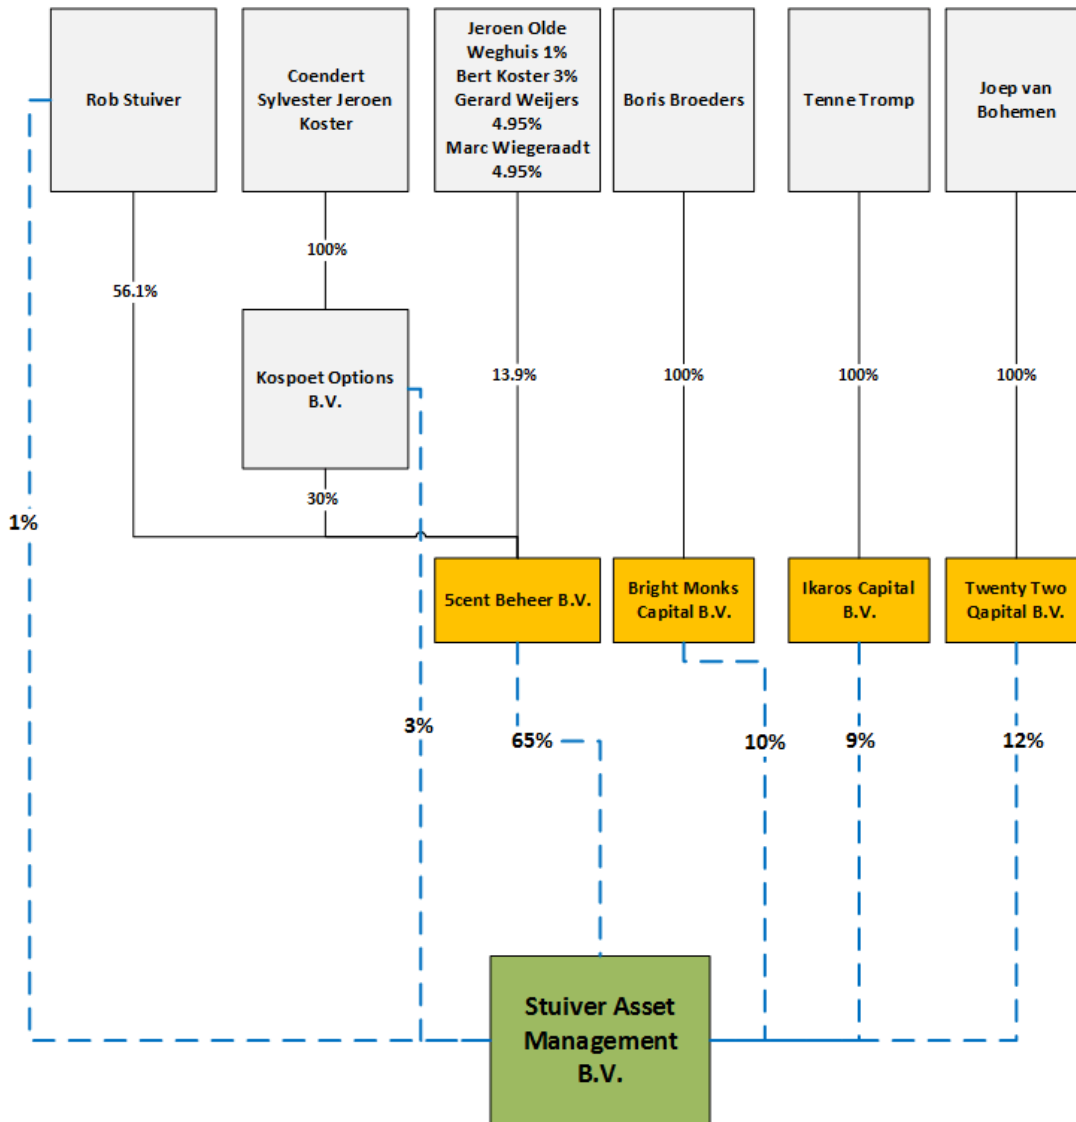 Rob Stuiver
Coendert
Sylvester Jeroen
Koster
Jeroen Olde
Weghuis 1%
Bert Koster 3%
Gerard Weijers
4.95%
Marc Wiegeraadt
4.95%
Boris Broeders
Tenne Tromp
Joep van
Bohemen
100%
56.1%
Kospoet Options
B.V.
13.9%
100%
100%
100%
30%
1%
5cent Beheer B.V.
Bright Monks
Capital B.V.
Ikaros Capital
B.V.
Twenty Two
Qapital B.V.
3%
65%
10%
9%
12%
Stuiver Asset
Management
B.V.